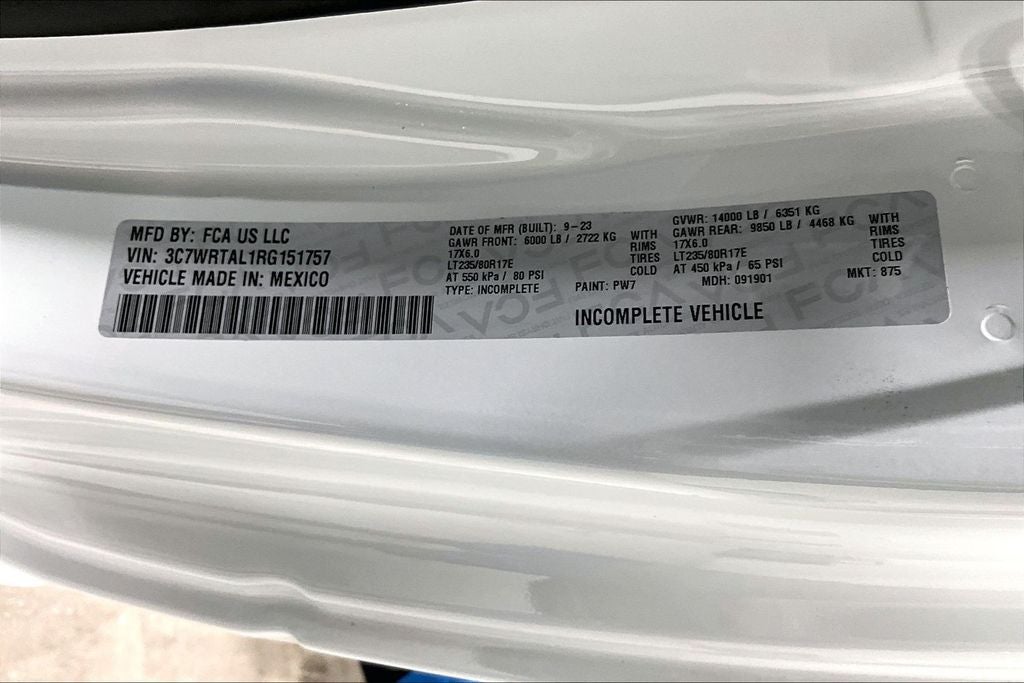 MFD BY: FCA US LLC
VIN: 3C7WRTAL1RG151757
VEHICLE MADE IN: MEXICO
DATE OF MFR (BUILT): 9-23
GAWR FRONT: 6000 LB / 2722 KG WITH
17X6.0 RIMS
LT235/80R17E TIRES
AT 550 kPa / 80 PSI COLD
TYPE: INCOMPLETE
GVWR: 14000 LB / 6351 KG
GAWR REAR: 9850 LB / 4468 KG WITH
17X6.0 RIMS
LT235/80R17E TIRES
AT 450 kPa / 65 PSI COLD
PAINT: PW7 MDH: 091901 MKT: 875
INCOMPLETE VEHICLE